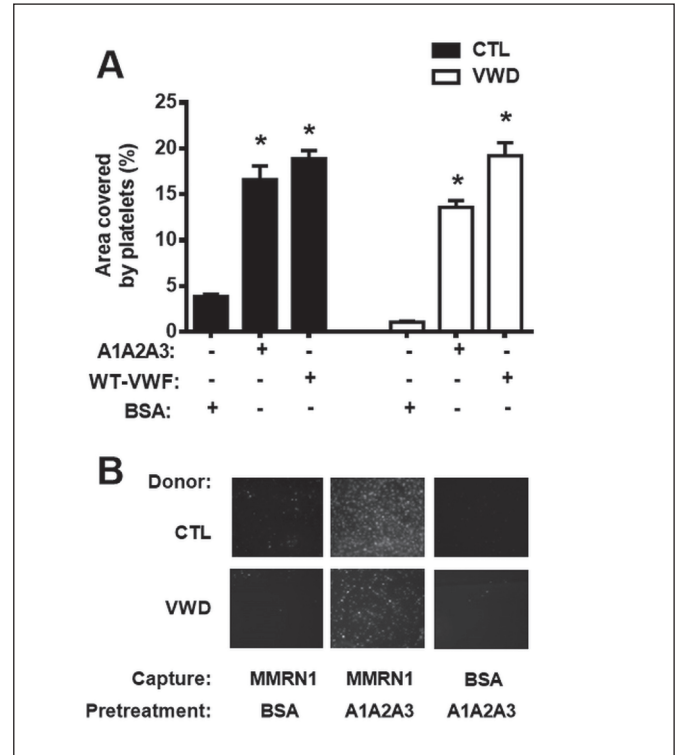 A
CTL
VWD
Area covered
by platelets (%)
25
20
15
10
5
0
* * * *
A1A2A3: - + - - + -
WT-VWF: - - + - - +
BSA: + - - + - -
B
Donor:
CTL
VWD
Capture: MMRN1 MMRN1 BSA
Pretreatment: BSA A1A2A3 A1A2A3